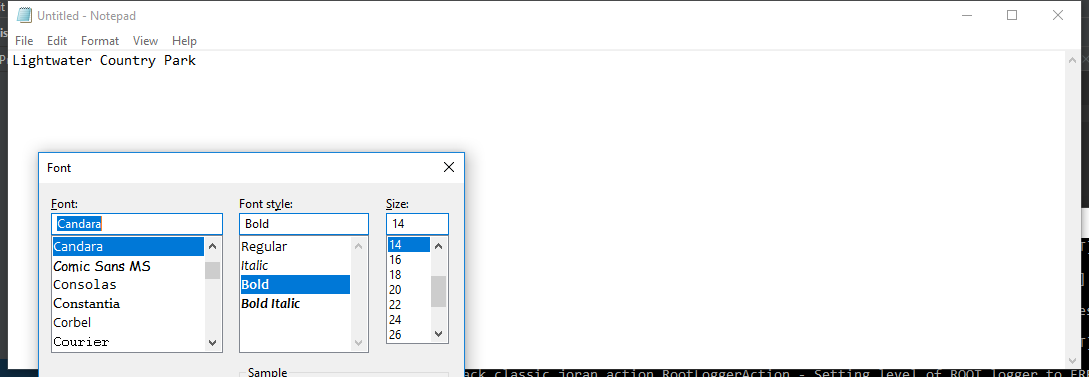 Untitled - Notepad
File Edit Format View Help
Lightwater Country Park
Font
Font: Font style: Size:
Candara Bold 14
Candara Regular 14
Comic Sans MS Italic 16
Consolas Bold 18
Constantia Bold Italic 20
Corbel 22
Courier 24
26
Sample
ack.classic.joran.action.RootLoggerAction - Setting level of ROOT logger to ERR